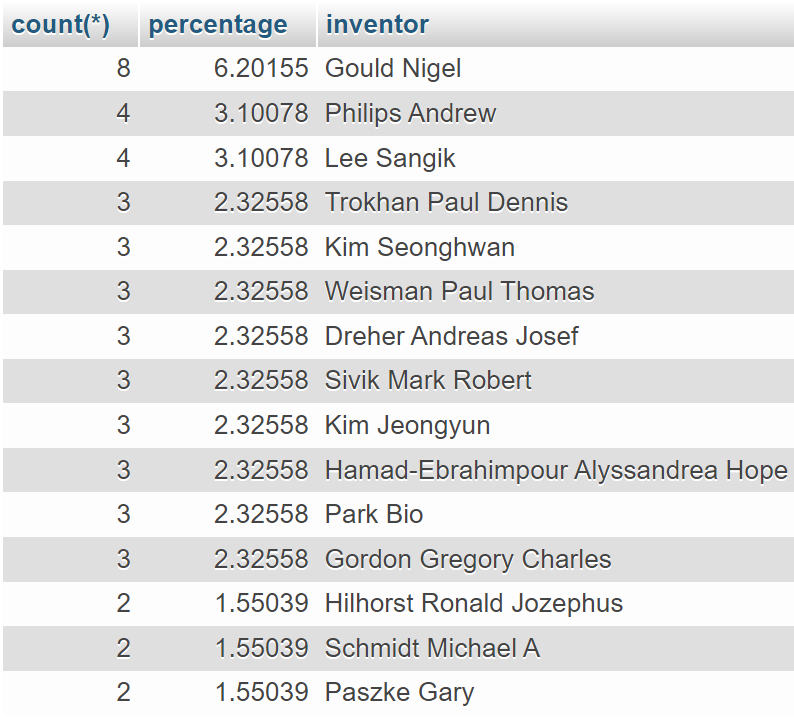 count(*) percentage inventor
8 6.20155 Gould Nigel
4 3.10078 Philips Andrew
4 3.10078 Lee Sangik
3 2.32558 Trokhan Paul Dennis
3 2.32558 Kim Seonghwan
3 2.32558 Weisman Paul Thomas
3 2.32558 Dreher Andreas Josef
3 2.32558 Sivik Mark Robert
3 2.32558 Kim Jeongyun
3 2.32558 Hamad-Ebrahimpour Alyssandrea Hope
3 2.32558 Park Bio
3 2.32558 Gordon Gregory Charles
2 1.55039 Hilhorst Ronald Jozephus
2 1.55039 Schmidt Michael A
2 1.55039 Paszke Gary